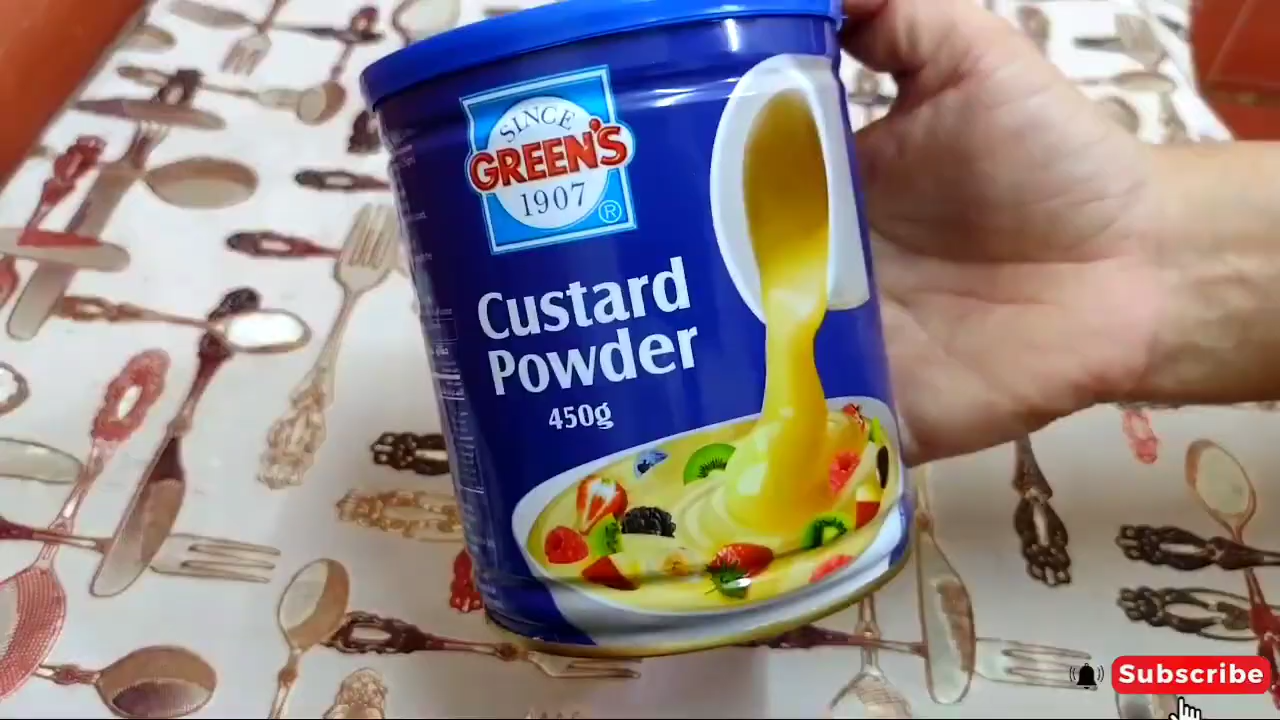 SINCE
GREEN'S
1907
®
Custard
Powder
450g
Subscribe